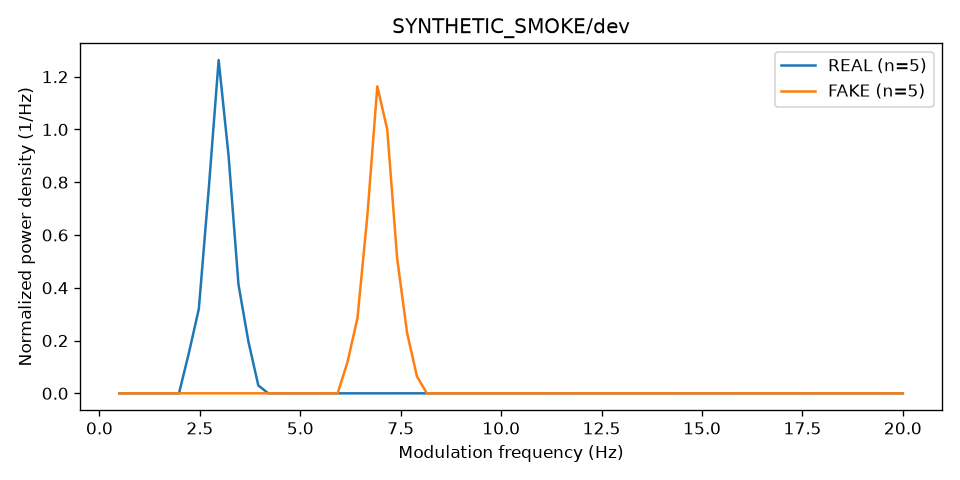 SYNTHETIC_SMOKE/dev
REAL (n=5)
FAKE (n=5)
Normalized power density (1/Hz)
1.2
1.0
0.8
0.6
0.4
0.2
0.0
0.0 2.5 5.0 7.5 10.0 12.5 15.0 17.5 20.0
Modulation frequency (Hz)